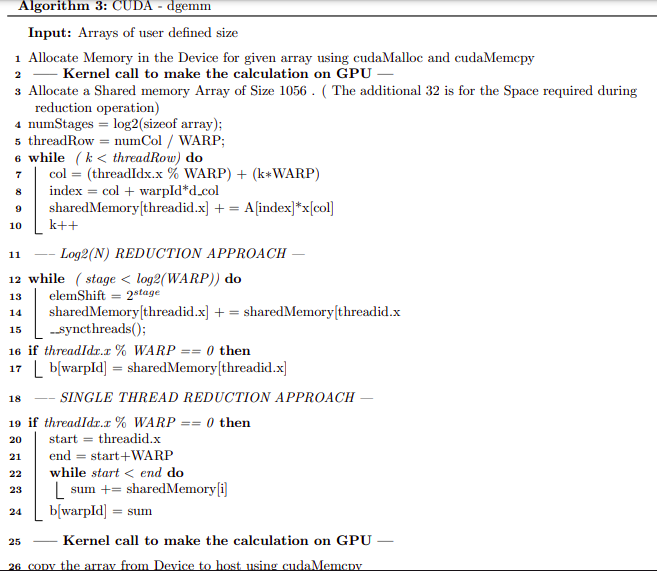 Algorithm 3: CUDA - dgemm
Input: Arrays of user defined size
1 Allocate Memory in the Device for given array using cudaMalloc and cudaMemcpy
2 —– Kernel call to make the calculation on GPU —
3 Allocate a Shared memory Array of Size 1056 . ( The additional 32 is for the Space required during
reduction operation)
4 numStages = log2(sizeof array);
5 threadRow = numCol / WARP;
6 while ( k < threadRow) do
7 col = (threadIdx.x % WARP) + (k∗WARP)
8 index = col + warpId*d_col
9 sharedMemory[threadid.x] + = A[index]*x[col]
10 k++
11 —– Log2(N) REDUCTION APPROACH —
12 while ( stage < log2(WARP)) do
13 elemShift = 2^stage
14 sharedMemory[threadid.x] + = sharedMemory[threadid.x
15 __syncthreads();
16 if threadIdx.x % WARP == 0 then
17 b[warpId] = sharedMemory[threadid.x]
18 —– SINGLE THREAD REDUCTION APPROACH —
19 if threadIdx.x % WARP == 0 then
20 start = threadid.x
21 end = start+WARP
22 while start < end do
23 sum += sharedMemory[i]
24 b[warpId] = sum
25 —– Kernel call to make the calculation on GPU —
26 copy the array from Device to host using cudaMemcpy